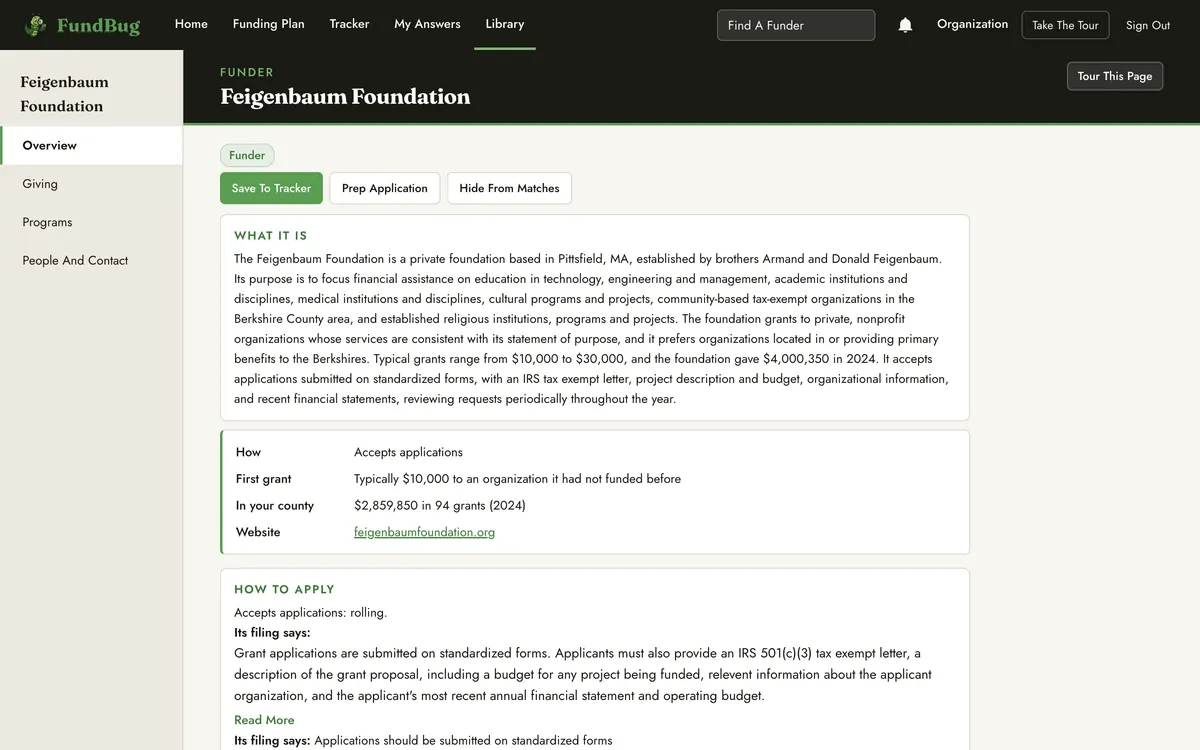 FundBug
Home
Funding Plan
Tracker
My Answers
Library
Find A Funder
Organization
Take The Tour
Sign Out
Feigenbaum
Foundation
Overview
Giving
Programs
People And Contact
FUNDER
Feigenbaum Foundation
Tour This Page
Funder
Save To Tracker
Prep Application
Hide From Matches
WHAT IT IS
The Feigenbaum Foundation is a private foundation based in Pittsfield, MA, established by brothers Armand and Donald Feigenbaum.
Its purpose is to focus financial assistance on education in technology, engineering and management, academic institutions and
disciplines, medical institutions and disciplines, cultural programs and projects, community-based tax-exempt organizations in the
Berkshire County area, and established religious institutions, programs and projects. The foundation grants to private, nonprofit
organizations whose services are consistent with its statement of purpose, and it prefers organizations located in or providing primary
benefits to the Berkshires. Typical grants range from $10,000 to $30,000, and the foundation gave $4,000,350 in 2024. It accepts
applications submitted on standardized forms, with an IRS tax exempt letter, project description and budget, organizational information,
and recent financial statements, reviewing requests periodically throughout the year.
How Accepts applications
First grant Typically $10,000 to an organization it had not funded before
In your county $2,859,850 in 94 grants (2024)
Website feigenbaumfoundation.org
HOW TO APPLY
Accepts applications: rolling.
Its filing says:
Grant applications are submitted on standardized forms. Applicants must also provide an IRS 501(c)(3) tax exempt letter, a
description of the grant proposal, including a budget for any project being funded, relevent information about the applicant
organization, and the applicant's most recent annual financial statement and operating budget.
Read More
Its filing says: Applications should be submitted on standardized forms